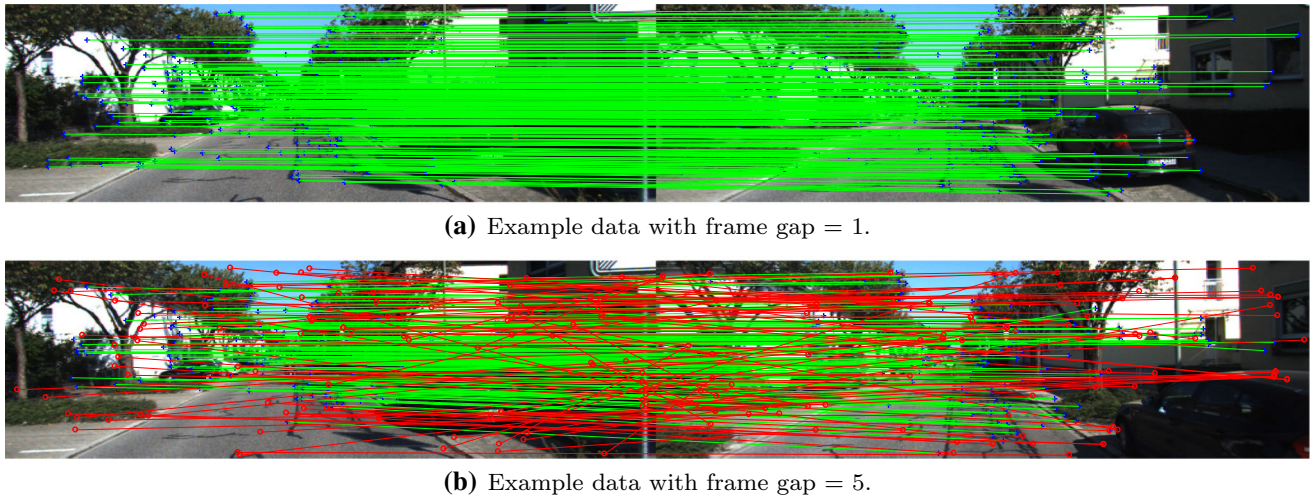 (a) Example data with frame gap = 1.
(b) Example data with frame gap = 5.